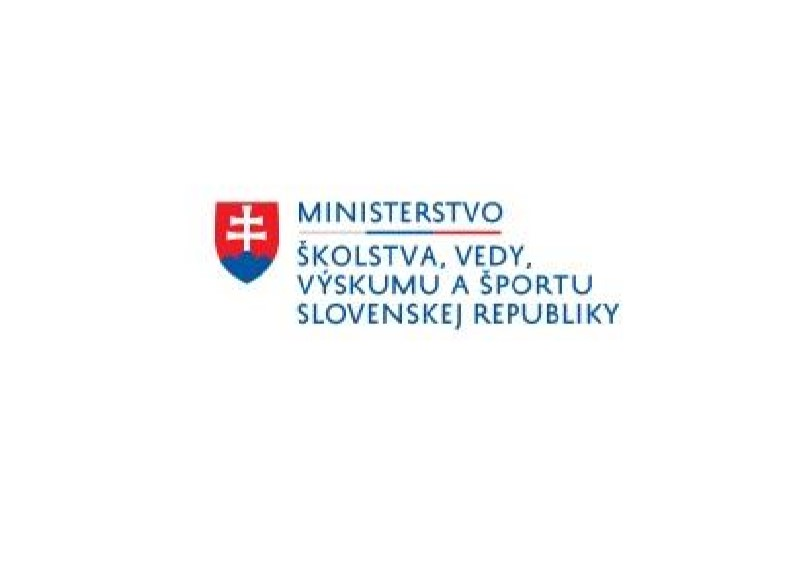 MINISTERSTVO
ŠKOLSTVA, VEDY,
VÝSKUMU A ŠPORTU
SLOVENSKEJ REPUBLIKY